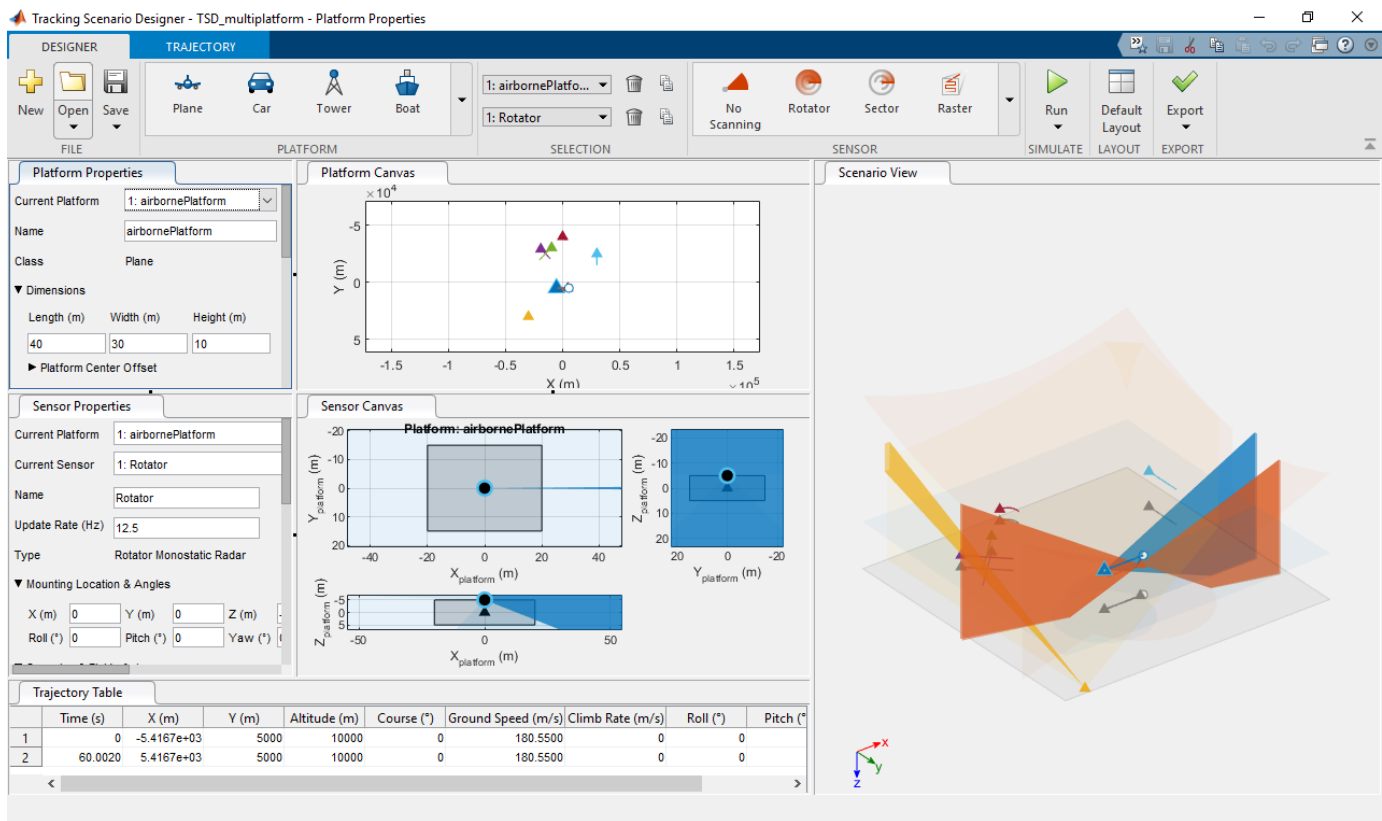 Tracking Scenario Designer - TSD_multiplatform - Platform Properties
DESIGNER TRAJECTORY
New Open Save
Plane Car Tower Boat
1: airbornePlatfo...
1: Rotator
No Scanning Rotator Sector Raster
Run Default Layout Export
FILE PLATFORM SELECTION SENSOR SIMULATE LAYOUT EXPORT
Platform Properties
Current Platform 1: airbornePlatform
Name airbornePlatform
Class Plane
Dimensions
Length (m) Width (m) Height (m)
40 30 10
Platform Center Offset
Platform Canvas
×10⁴
-5
0
5
Y (m)
-1.5 -1 -0.5 0 0.5 1 1.5
X (m)
×10⁵
Scenario View
X
y
z
Sensor Properties
Current Platform 1: airbornePlatform
Current Sensor 1: Rotator
Name Rotator
Update Rate (Hz) 12.5
Type Rotator Monostatic Radar
Mounting Location & Angles
X (m) 0 Y (m) 0 Z (m)
Roll (°) 0 Pitch (°) 0 Yaw (°)
Sensor Canvas
Platform: airbornePlatform
-20
-10
0
10
20
Y platform (m)
-40 -20 0 20 40
X platform (m)
-20
-10
0
10
20
Z platform (m)
20 0 -20
Y platform (m)
-5
0
5
Z platform (m)
-50 0 50
X platform (m)
Trajectory Table
Time (s) X (m) Y (m) Altitude (m) Course (°) Ground Speed (m/s) Climb Rate (m/s) Roll (°) Pitch (°
1 0 -5.4167e+03 5000 10000 0 180.5500 0 0
2 60.0020 5.4167e+03 5000 10000 0 180.5500 0 0